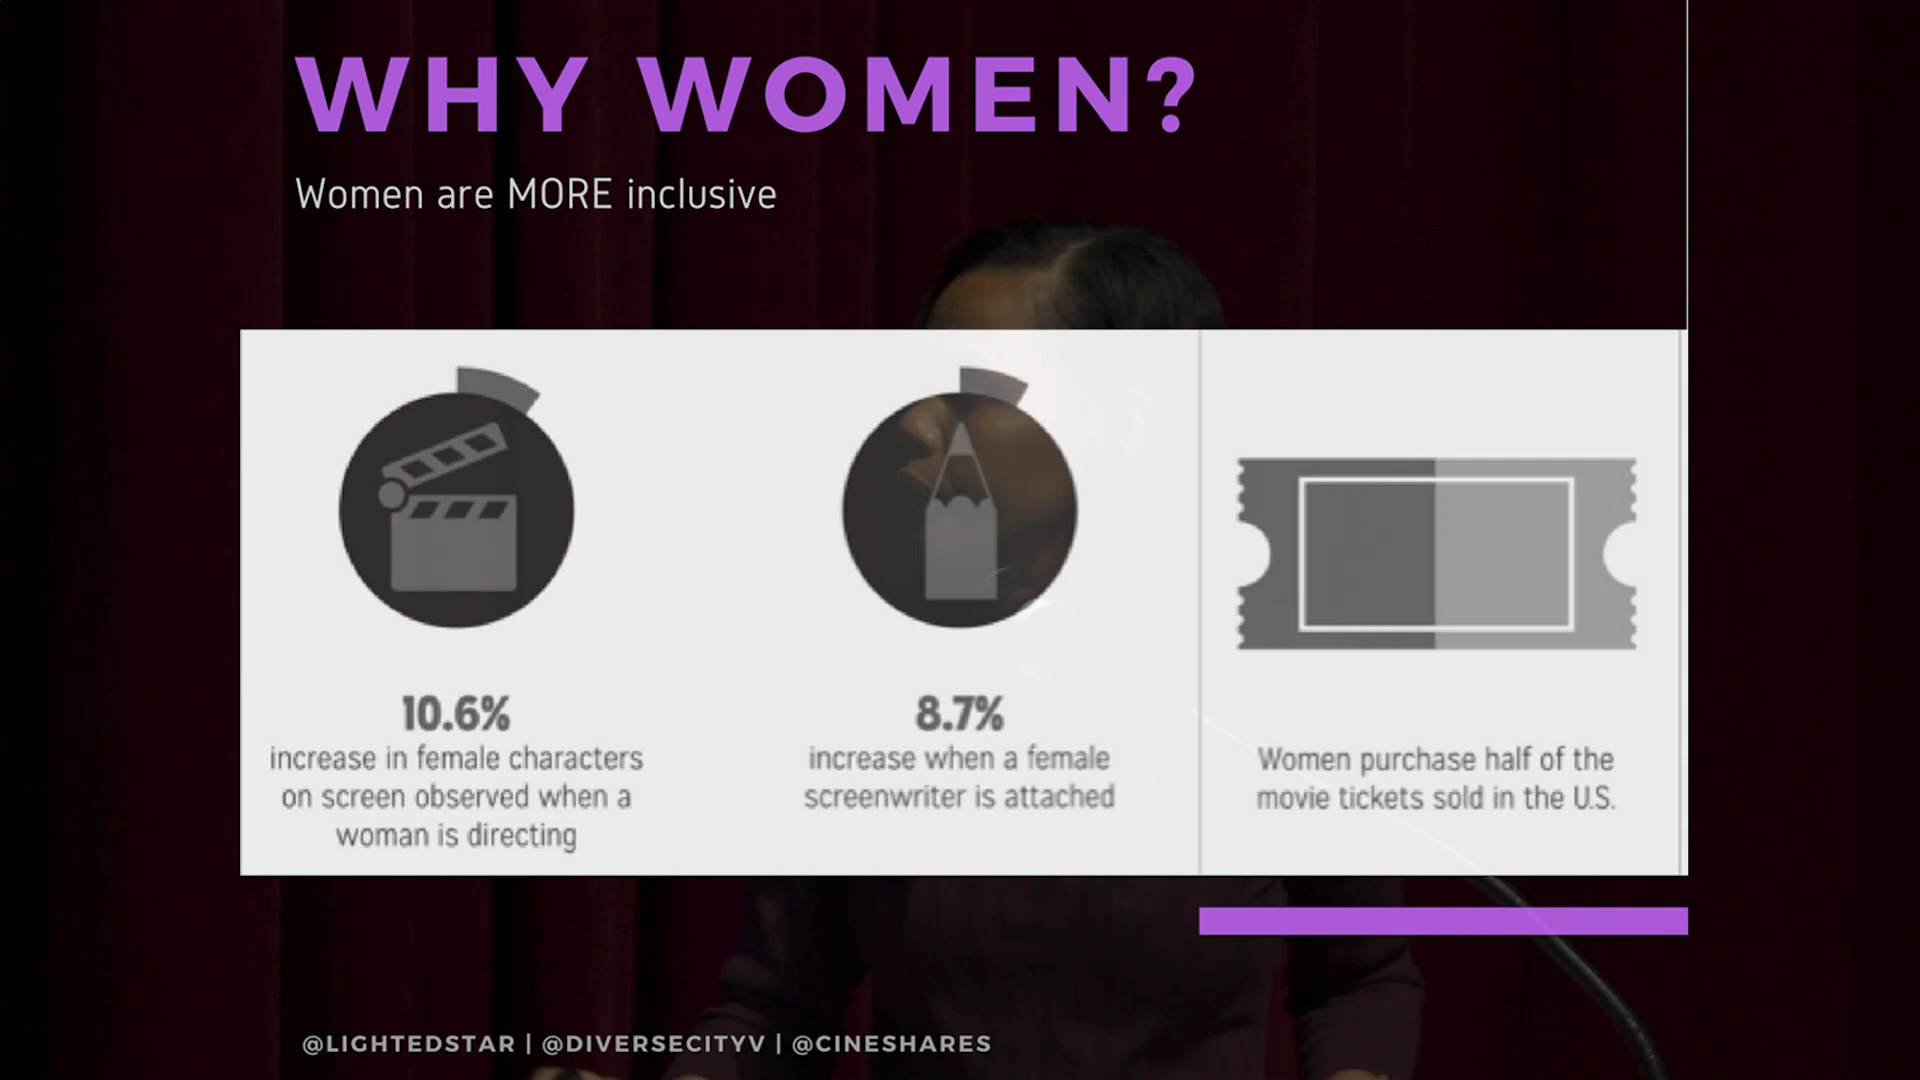 WHY WOMEN?
Women are MORE inclusive
10.6%
increase in female characters
on screen observed when a
woman is directing
8.7%
increase when a female
screenwriter is attached
Women purchase half of the
movie tickets sold in the U.S.
@LIGHTEDSTAR | @DIVERSECITYV | @CINESHARES